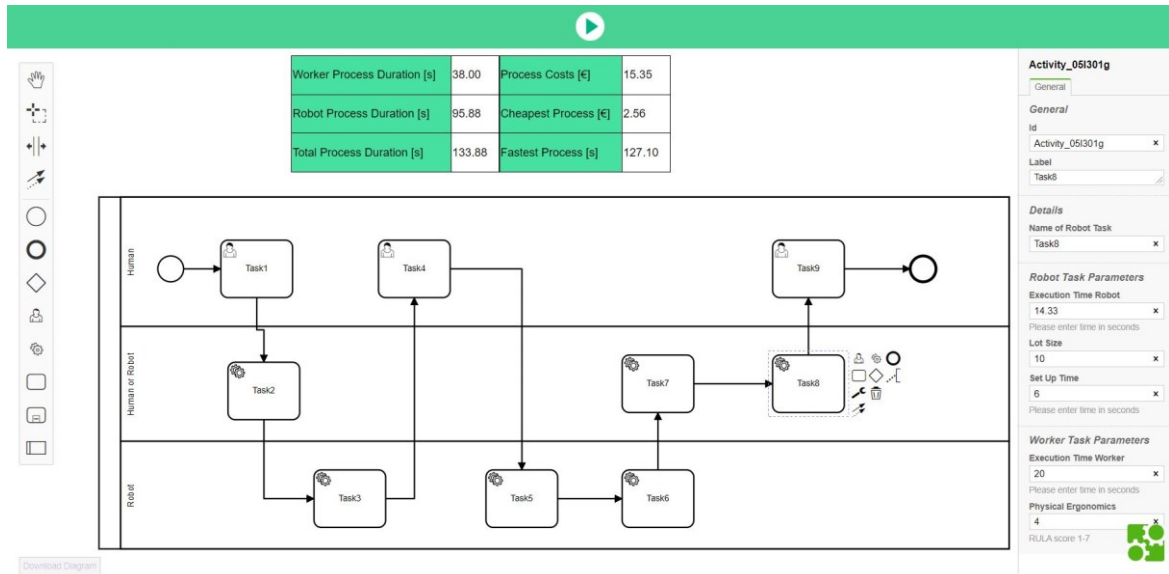 Worker Process Duration [s] 38.00 Process Costs [€] 15.35
Robot Process Duration [s] 95.88 Cheapest Process [€] 2.56
Total Process Duration [s] 133.88 Fastest Process [s] 127.10
Human
Task1
Task4
Task9
Human or Robot
Task2
Task7
Task8
Robot
Task3
Task5
Task6
Download Diagram
Activity_05l301g
General
General
Id
Activity_05l301g
Label
Task8
Details
Name of Robot Task
Task8
Robot Task Parameters
Execution Time Robot
14.33
Please enter time in seconds
Lot Size
10
Set Up Time
6
Please enter time in seconds
Worker Task Parameters
Execution Time Worker
20
Please enter time in seconds
Physical Ergonomics
4
RULA score 1-7